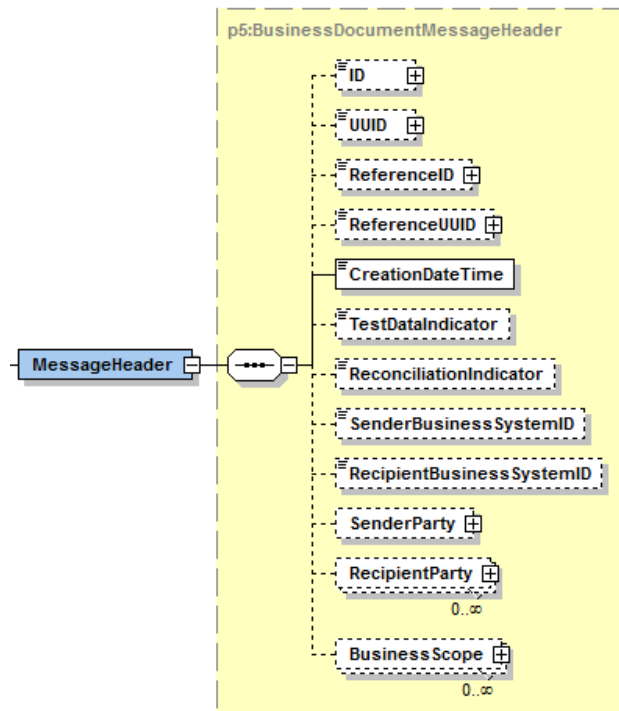 p5:BusinessDocumentMessageHeader
ID
UUID
ReferenceID
ReferenceUUID
CreationDateTime
TestDataIndicator
MessageHeader
ReconciliationIndicator
SenderBusinessSystemID
RecipientBusinessSystemID
SenderParty
RecipientParty
0..∞
BusinessScope
0..∞